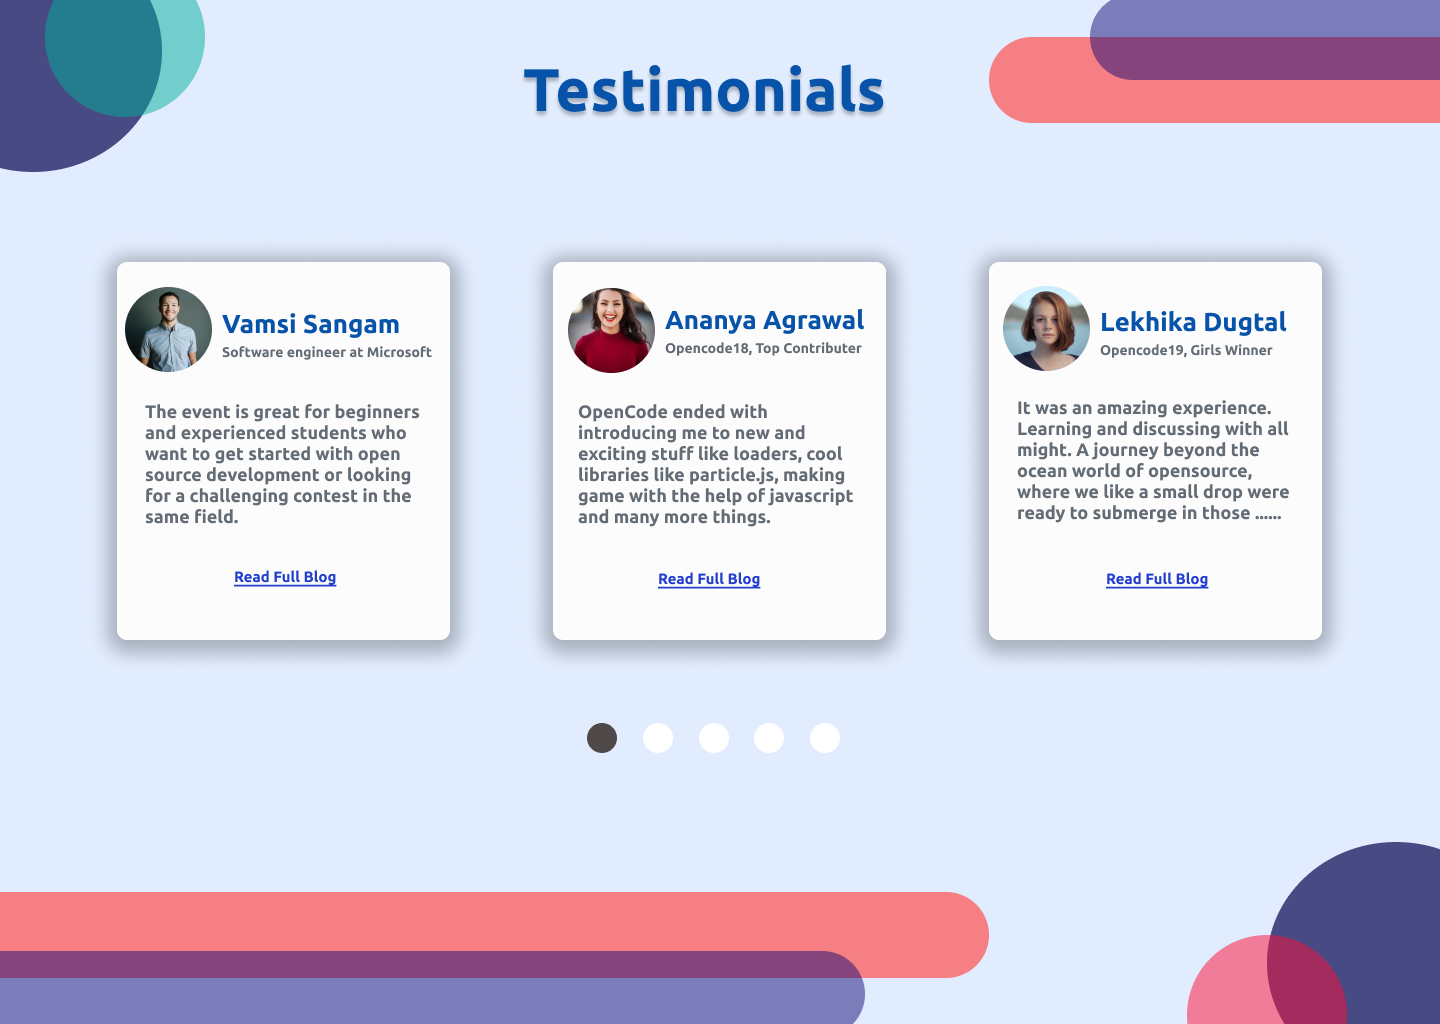 Testimonials
Vamsi Sangam
Software engineer at Microsoft
The event is great for beginners
and experienced students who
want to get started with open
source development or looking
for a challenging contest in the
same field.
Read Full Blog
Ananya Agrawal
Opencode18, Top Contributer
OpenCode ended with
introducing me to new and
exciting stuff like loaders, cool
libraries like particle.js, making
game with the help of javascript
and many more things.
Read Full Blog
Lekhika Dugtal
Opencode19, Girls Winner
It was an amazing experience.
Learning and discussing with all
might. A journey beyond the
ocean world of opensource,
where we like a small drop were
ready to submerge in those ......
Read Full Blog